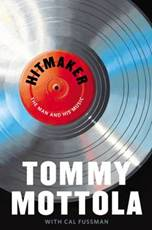 HITMAKER
THE MAN AND HIS MUSIC
TOMMY
MOTTOLA
WITH CAL FUSSMAN